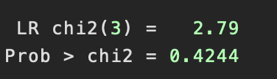 LR chi2(3) = 2.79
Prob > chi2 = 0.4244